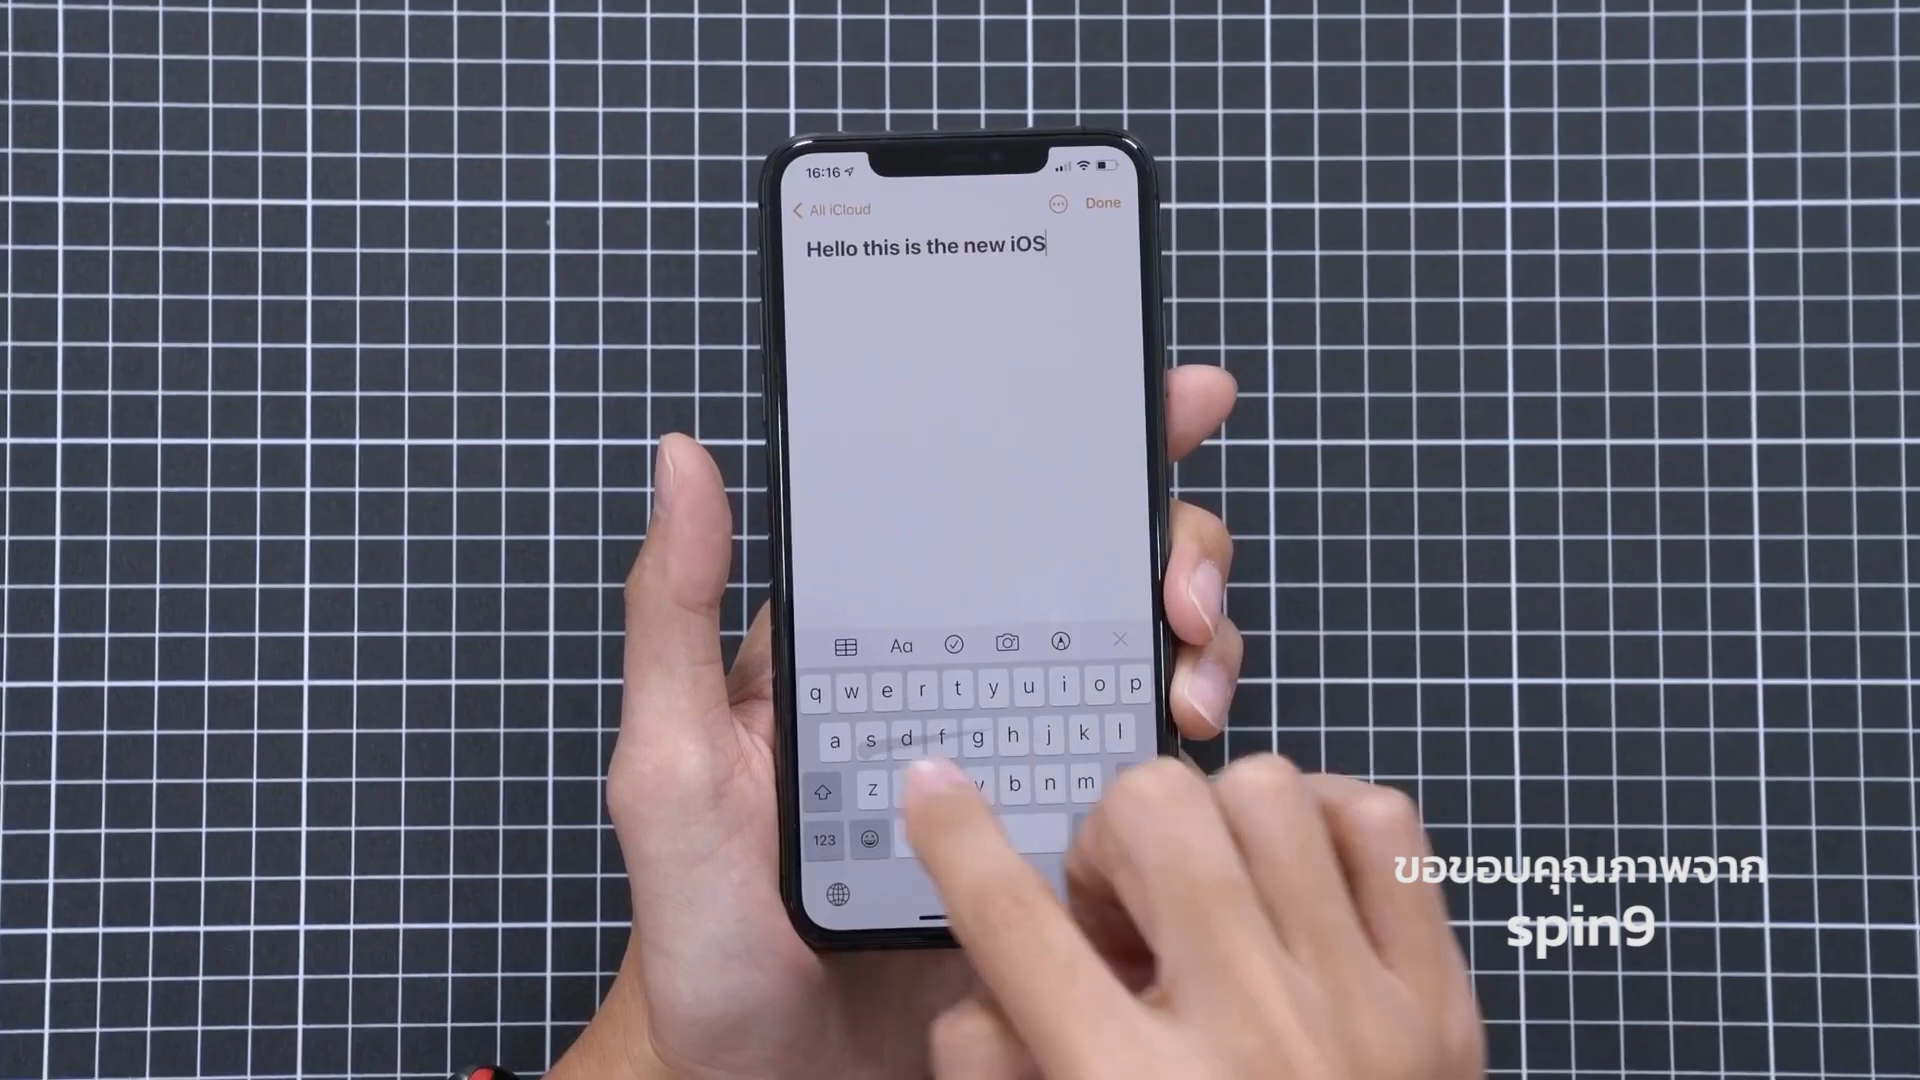 16:16
All iCloud
Done
Hello this is the new iOS
Aa
q w e r t y u i o p
a s d f g h j k l
z v b n m
123
ขอขอบคุณภาพจาก
spin9